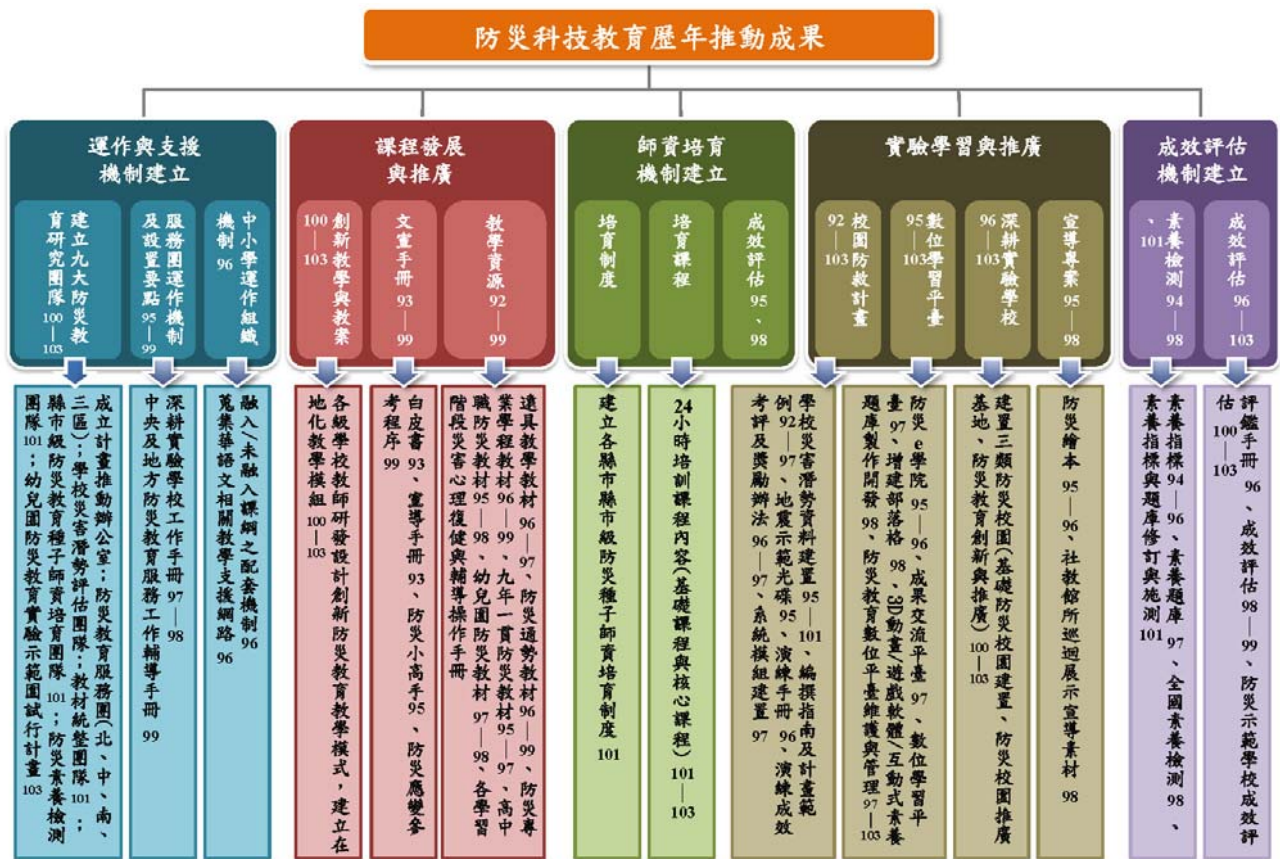 防災科技教育歷年推動成果
運作與支援
機制建立
建立九大防災教
育研究團隊 100—103
服務團運作機制
及設置要點 95—99
中小學運作組織
機制 96
課程發展
與推廣
創新教學與教案
100—103
文宣手冊 93—99
教學資源 92—99
師資培育
機制建立
培育制度
培育課程
成效評估 95、98
實驗學習與推廣
校園防救計畫
92—103
數位學習平臺
95—103
深耕實驗學校
96—103
宣導專案 95—98
成效評估
機制建立
素養檢測 94—98
、101
成效評估 96—103
成立計畫推動辦公室；防災教育服務團(北、中、南、
三區)；學校災害潛勢評估團隊；教材統整團隊 101；
縣市級防災教育種子師資培育團隊 101；防災素養檢測
團隊 101；幼兒園防災教育實驗示範園試行計畫 103
深耕實驗學校工作手冊 97—98
中央及地方防災教育服務工作輔導手冊 99
融入/未融入課綱之配套機制 96
蒐集華語文相關教學支援網路 96
各級學校教師研發設計創新防災教育教學模式，建立在
地化教學模組 100—103
白皮書 93、宣導手冊 93、防災小高手 95、防災應變參
考程序 99
道具教學教材 96—97、防災通勢教材 96—99、防災專
業學程教材 96—99、九年一貫防災教材 95—97、高中
職防災教材 95—98、幼兒園防災教材 97—98、各學習
階段災害心理復健與輔導操作手冊
建立各縣市縣市級防災種子師資培育制度 101
24小時培訓課程內容(基礎課程與核心課程) 101—103
學校災害潛勢資料建置 95—101、編撰指南及計畫範
例 92—97、地震示範光碟 95、演練手冊 96、演練成效
考評及獎勵辦法 96—97、系統模組建置 97
防災e學院 95—96、成果交流平臺 97、數位學習平
臺 97、增建部落格 98、3D動畫/遊戲軟體/互動式素養
題庫製作開發 98、防災教育數位平臺維護與管理 97—103
建置三類防災校園(基礎防災校園建置、防災校園推廣
基地、防災教育創新與推廣) 100—103
防災繪本 95—96、社教館所巡迴展示宣導素材 98
素養指標 94—96、素養題庫 97、全國素養檢測 98、
素養指標與題庫修訂與施測 101
評鑑手冊 96、成效評估 98—99、防災示範學校成效評
估 100—103